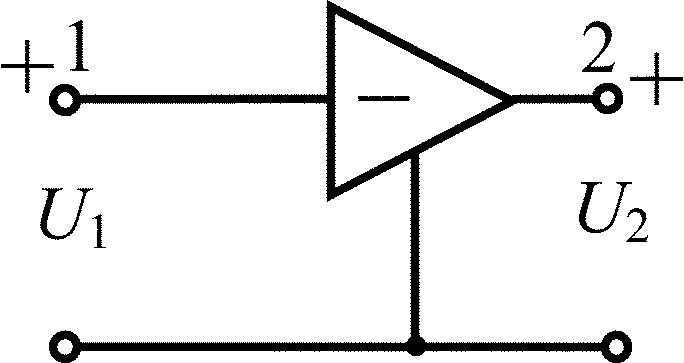 + 1 2 +
−
U₁ U₂